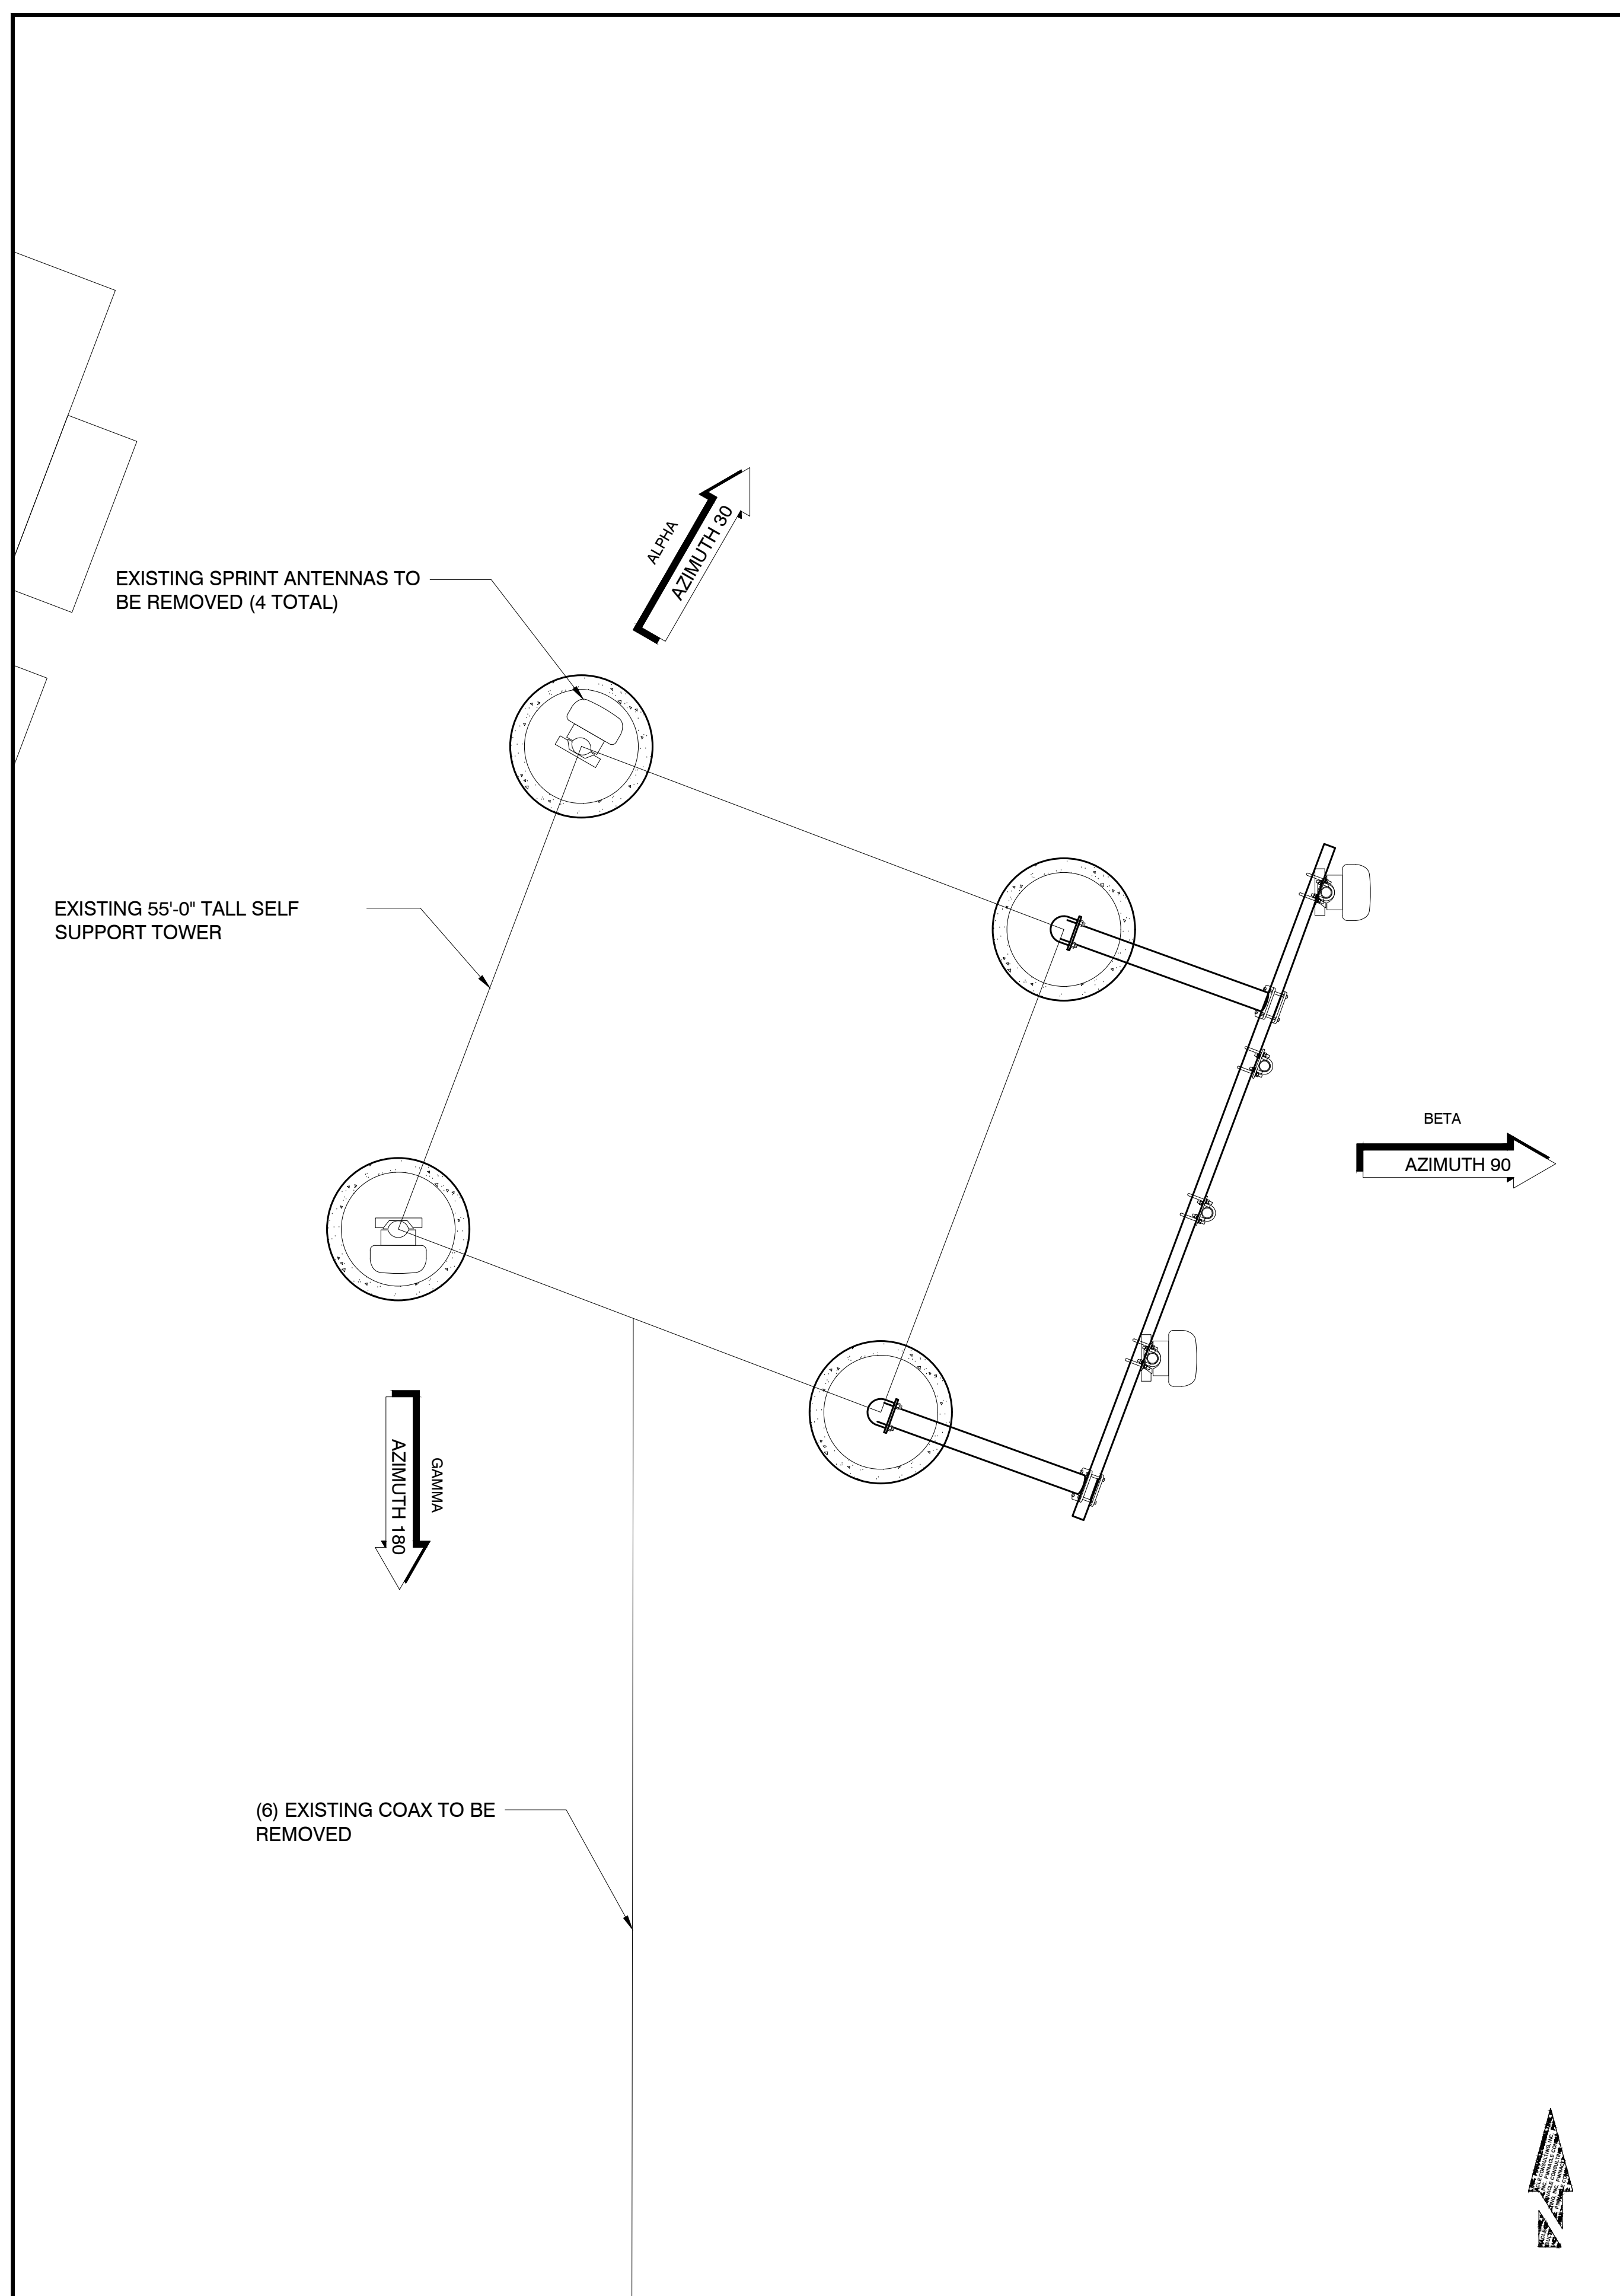 ALPHA
AZIMUTH 30
EXISTING SPRINT ANTENNAS TO
BE REMOVED (4 TOTAL)
EXISTING 55'-0" TALL SELF
SUPPORT TOWER
BETA
AZIMUTH 90
GAMMA
AZIMUTH 180
(6) EXISTING COAX TO BE
REMOVED